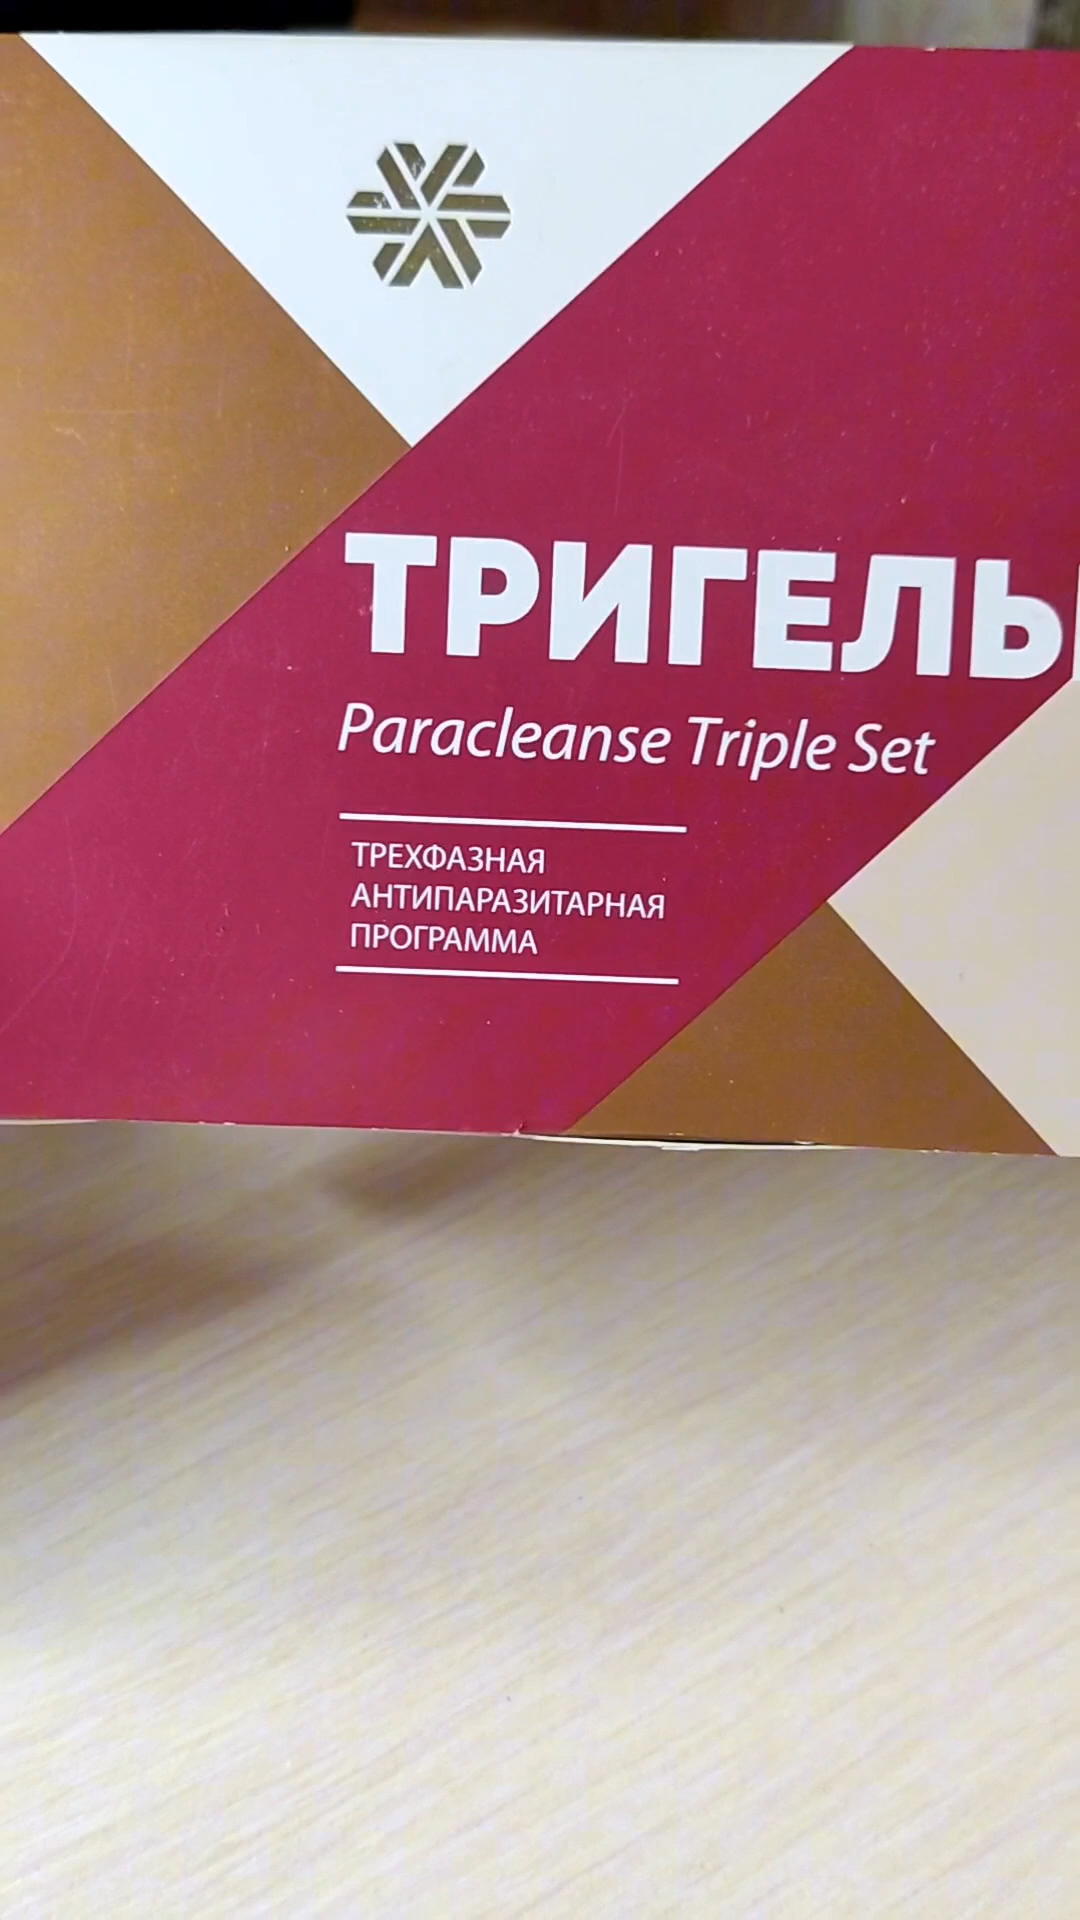 ТРИГЕЛЬ
Paracleanse Triple Set
ТРЕХФАЗНАЯ
АНТИПАРАЗИТАРНАЯ
ПРОГРАММА